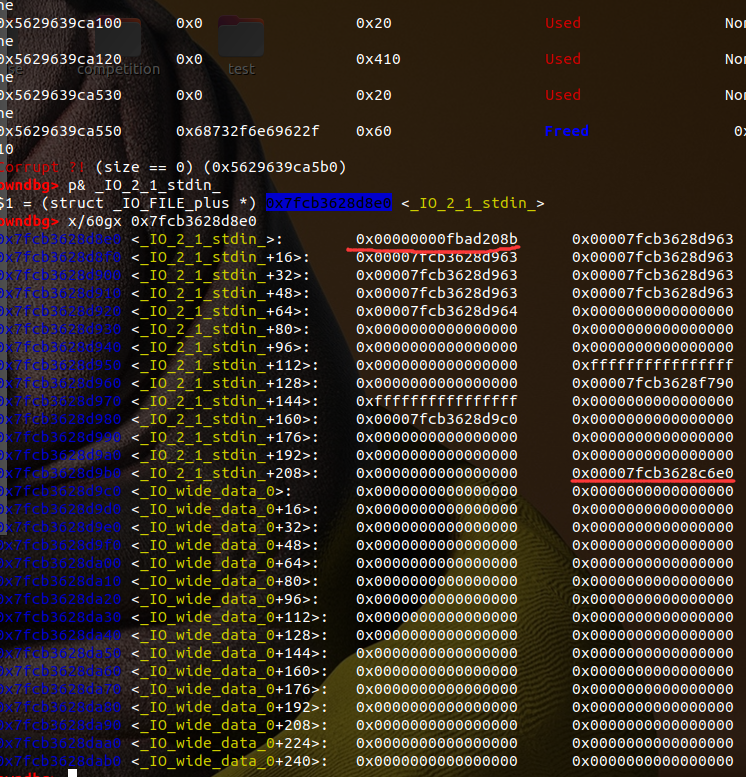 ne
0x5629639ca100 0x0 0x20 Used Non
ne
0x5629639ca120 0x0 0x410 Used Non
ne
0x5629639ca530 0x0 0x20 Used Non
ne
0x5629639ca550 0x68732f6e69622f 0x60 Freed 0x
10
Corrupt ?! (size == 0) (0x5629639ca5b0)
pwndbg> p& _IO_2_1_stdin_
$1 = (struct _IO_FILE_plus *) 0x7fcb3628d8e0 <_IO_2_1_stdin_>
pwndbg> x/60gx 0x7fcb3628d8e0
0x7fcb3628d8e0 <_IO_2_1_stdin_>: 0x00000000fbad208b 0x00007fcb3628d963
0x7fcb3628d8f0 <_IO_2_1_stdin_+16>: 0x00007fcb3628d963 0x00007fcb3628d963
0x7fcb3628d900 <_IO_2_1_stdin_+32>: 0x00007fcb3628d963 0x00007fcb3628d963
0x7fcb3628d910 <_IO_2_1_stdin_+48>: 0x00007fcb3628d963 0x00007fcb3628d963
0x7fcb3628d920 <_IO_2_1_stdin_+64>: 0x00007fcb3628d964 0x0000000000000000
0x7fcb3628d930 <_IO_2_1_stdin_+80>: 0x0000000000000000 0x0000000000000000
0x7fcb3628d940 <_IO_2_1_stdin_+96>: 0x0000000000000000 0x0000000000000000
0x7fcb3628d950 <_IO_2_1_stdin_+112>: 0x0000000000000000 0xffffffffffffffff
0x7fcb3628d960 <_IO_2_1_stdin_+128>: 0x0000000000000000 0x00007fcb3628f790
0x7fcb3628d970 <_IO_2_1_stdin_+144>: 0xffffffffffffffff 0x0000000000000000
0x7fcb3628d980 <_IO_2_1_stdin_+160>: 0x00007fcb3628d9c0 0x0000000000000000
0x7fcb3628d990 <_IO_2_1_stdin_+176>: 0x0000000000000000 0x0000000000000000
0x7fcb3628d9a0 <_IO_2_1_stdin_+192>: 0x0000000000000000 0x0000000000000000
0x7fcb3628d9b0 <_IO_2_1_stdin_+208>: 0x0000000000000000 0x00007fcb3628c6e0
0x7fcb3628d9c0 <_IO_wide_data_0>: 0x0000000000000000 0x0000000000000000
0x7fcb3628d9d0 <_IO_wide_data_0+16>: 0x0000000000000000 0x0000000000000000
0x7fcb3628d9e0 <_IO_wide_data_0+32>: 0x0000000000000000 0x0000000000000000
0x7fcb3628d9f0 <_IO_wide_data_0+48>: 0x0000000000000000 0x0000000000000000
0x7fcb3628da00 <_IO_wide_data_0+64>: 0x0000000000000000 0x0000000000000000
0x7fcb3628da10 <_IO_wide_data_0+80>: 0x0000000000000000 0x0000000000000000
0x7fcb3628da20 <_IO_wide_data_0+96>: 0x0000000000000000 0x0000000000000000
0x7fcb3628da30 <_IO_wide_data_0+112>: 0x0000000000000000 0x0000000000000000
0x7fcb3628da40 <_IO_wide_data_0+128>: 0x0000000000000000 0x0000000000000000
0x7fcb3628da50 <_IO_wide_data_0+144>: 0x0000000000000000 0x0000000000000000
0x7fcb3628da60 <_IO_wide_data_0+160>: 0x0000000000000000 0x0000000000000000
0x7fcb3628da70 <_IO_wide_data_0+176>: 0x0000000000000000 0x0000000000000000
0x7fcb3628da80 <_IO_wide_data_0+192>: 0x0000000000000000 0x0000000000000000
0x7fcb3628da90 <_IO_wide_data_0+208>: 0x0000000000000000 0x0000000000000000
0x7fcb3628daa0 <_IO_wide_data_0+224>: 0x0000000000000000 0x0000000000000000
0x7fcb3628dab0 <_IO_wide_data_0+240>: 0x0000000000000000 0x0000000000000000
pwndbg>
competition
test